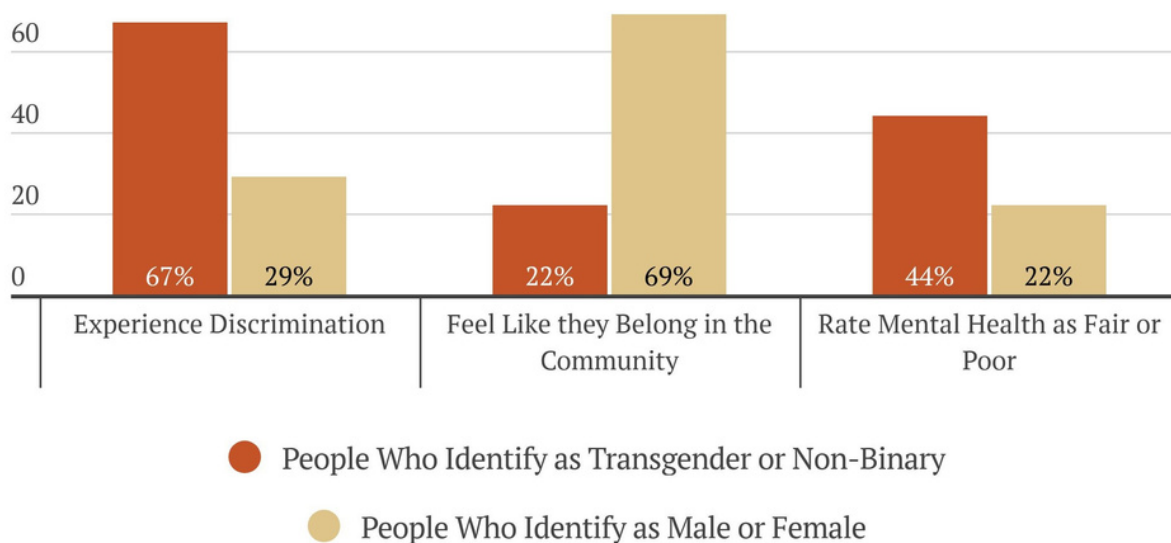 60
40
20
0
67%
29%
22%
69%
44%
22%
Experience Discrimination
Feel Like they Belong in the
Community
Rate Mental Health as Fair or
Poor
People Who Identify as Transgender or Non-Binary
People Who Identify as Male or Female